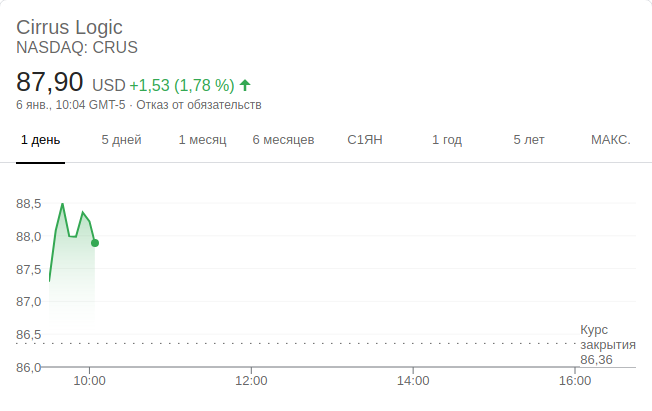 Cirrus Logic
NASDAQ: CRUS
87,90 USD +1,53 (1,78 %)
6 янв., 10:04 GMT-5 · Отказ от обязательств
1 день 5 дней 1 месяц 6 месяцев С1ЯН 1 год 5 лет МАКС.
88,5
88,0
87,5
87,0
86,5
Курс
закрытия
86,36
86,0
10:00 12:00 14:00 16:00